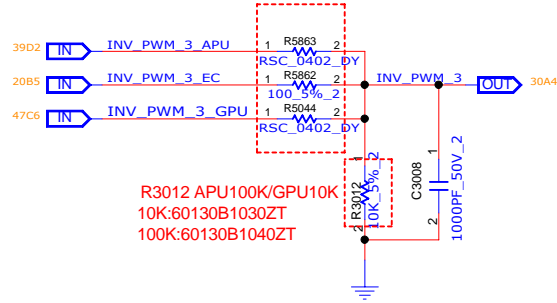 39D2 IN INV_PWM_3_APU 1 R5863 2
RSC_0402_DY
20B5 IN INV_PWM_3_EC 1 R5862 2 INV_PWM_3 OUT 30A4
100_5%_2
47C6 IN INV_PWM_3_GPU 1 R5044 2
RSC_0402_DY
1 R3012 2
10K_5%_2
1 C3008 2
1000PF_50V_2
R3012 APU100K/GPU10K
10K:60130B1030ZT
100K:60130B1040ZT